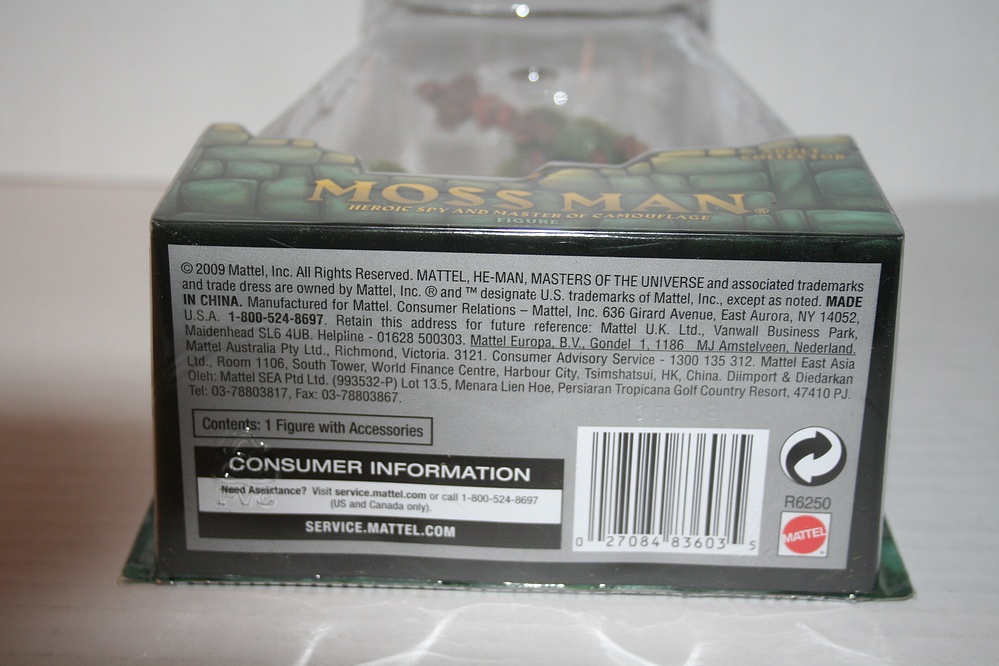 ADULT
COLLECTOR
MOSS MAN®
HEROIC SPY AND MASTER OF CAMOUFLAGE
FIGURE
© 2009 Mattel, Inc. All Rights Reserved. MATTEL, HE-MAN, MASTERS OF THE UNIVERSE and associated trademarks
and trade dress are owned by Mattel, Inc. ® and ™ designate U.S. trademarks of Mattel, Inc., except as noted. MADE
IN CHINA. Manufactured for Mattel. Consumer Relations – Mattel, Inc. 636 Girard Avenue, East Aurora, NY 14052,
U.S.A. 1-800-524-8697. Retain this address for future reference: Mattel U.K. Ltd., Vanwall Business Park,
Maidenhead SL6 4UB. Helpline - 01628 500303. Mattel Europa, B.V., Gondel 1, 1186 MJ Amstelveen, Nederland.
Mattel Australia Pty Ltd., Richmond, Victoria. 3121. Consumer Advisory Service - 1300 135 312. Mattel East Asia
Ltd., Room 1106, South Tower, World Finance Centre, Harbour City, Tsimshatsui, HK, China. Diimport & Diedarkan
Oleh: Mattel SEA Ptd Ltd. (993532-P) Lot 13.5, Menara Lien Hoe, Persiaran Tropicana Golf Country Resort, 47410 PJ.
Tel: 03-78803817, Fax: 03-78803867.
Contents: 1 Figure with Accessories
CONSUMER INFORMATION
Need Assistance? Visit service.mattel.com or call 1-800-524-8697
(US and Canada only).
SERVICE.MATTEL.COM
0 27084 83603 5
R6250
MATTEL